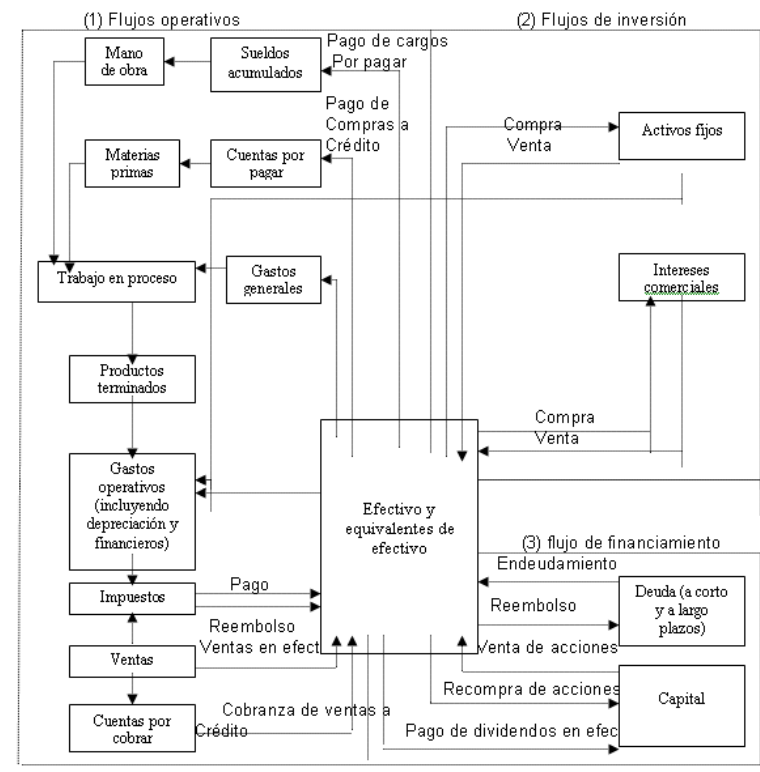 (1) Flujos operativos
(2) Flujos de inversión
Mano
de obra
Sueldos
acumulados
Pago de cargos
Por pagar
Pago de
Compras a
Crédito
Compra
Venta
Activos fijos
Materias
primas
Cuentas por
pagar
Trabajo en proceso
Gastos
generales
Intereses
comerciales
Productos
terminados
Compra
Venta
Gastos
operativos
(incluyendo
depreciación y
financieros)
Efectivo y
equivalentes de
efectivo
(3) flujo de financiamiento
Endeudamiento
Impuestos
Pago
Reembolso
Deuda (a corto
y a largo
plazos)
Reembolso
Ventas en efect
Venta de acciones
Ventas
Recompra de acciones
Capital
Cuentas por
cobrar
Cobranza de ventas a
Crédito
Pago de dividendos en efec